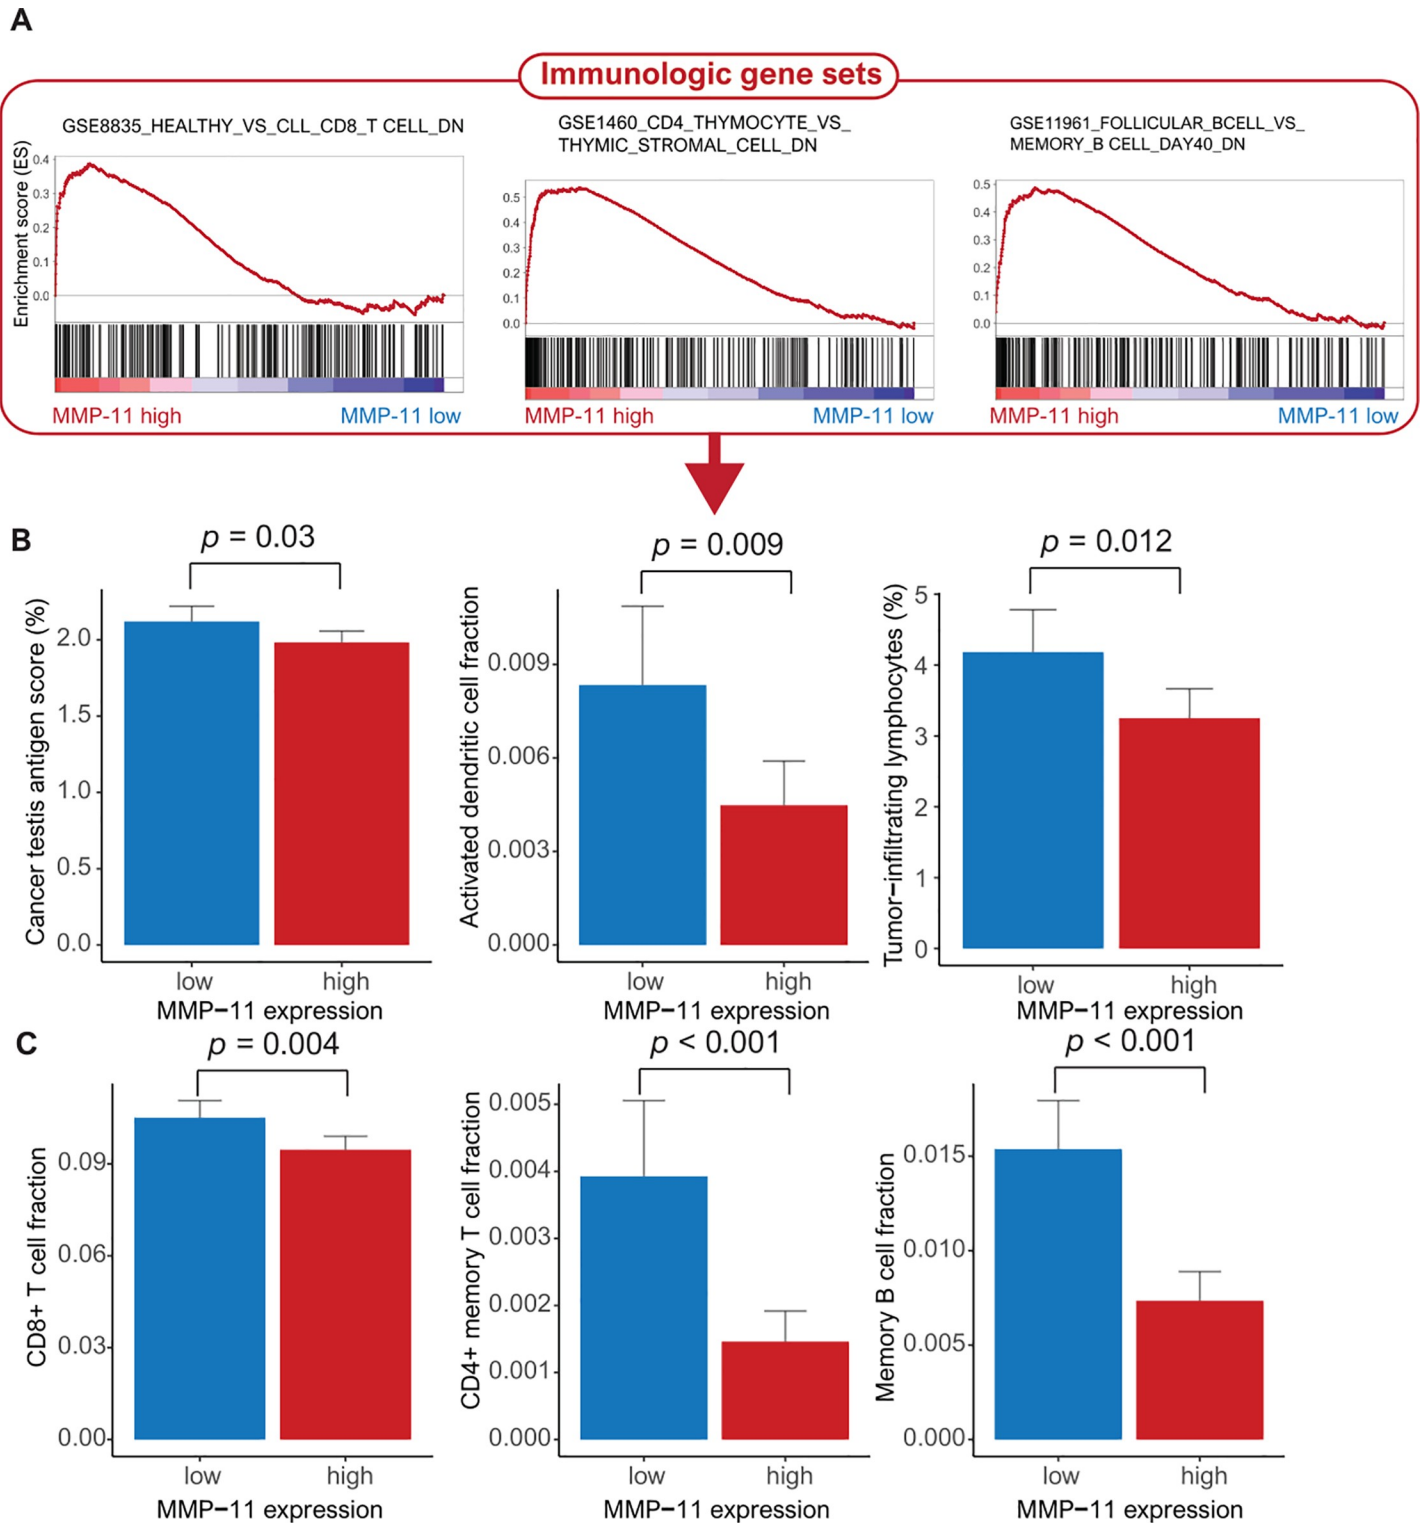 A
Immunologic gene sets
GSE8835_HEALTHY_VS_CLL_CD8_T CELL_DN
GSE1460_CD4_THYMOCYTE_VS_
THYMIC_STROMAL_CELL_DN
GSE11961_FOLLICULAR_BCELL_VS_
MEMORY_B CELL_DAY40_DN
Enrichment score (ES)
0.4
0.3
0.2
0.1
0.0
0.5
0.4
0.3
0.2
0.1
0.0
0.5
0.4
0.3
0.2
0.1
0.0
MMP-11 high
MMP-11 low
MMP-11 high
MMP-11 low
MMP-11 high
MMP-11 low
B
p = 0.03
Cancer testis antigen score (%)
2.0
1.5
1.0
0.5
0.0
low
high
MMP−11 expression
p = 0.009
Activated dendritic cell fraction
0.009
0.006
0.003
0.000
low
high
MMP−11 expression
p = 0.012
Tumor−infiltrating lymphocytes (%)
5
4
3
2
1
0
low
high
MMP−11 expression
C
p = 0.004
CD8+ T cell fraction
0.09
0.06
0.03
0.00
low
high
MMP−11 expression
p < 0.001
CD4+ memory T cell fraction
0.005
0.004
0.003
0.002
0.001
0.000
low
high
MMP−11 expression
p < 0.001
Memory B cell fraction
0.015
0.010
0.005
0.000
low
high
MMP−11 expression